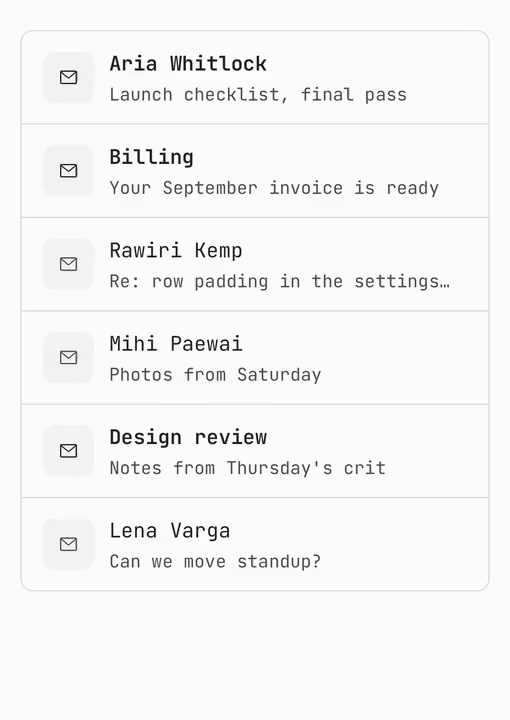 Aria Whitlock
Launch checklist, final pass
Billing
Your September invoice is ready
Rawiri Kemp
Re: row padding in the settings…
Mihi Paewai
Photos from Saturday
Design review
Notes from Thursday's crit
Lena Varga
Can we move standup?